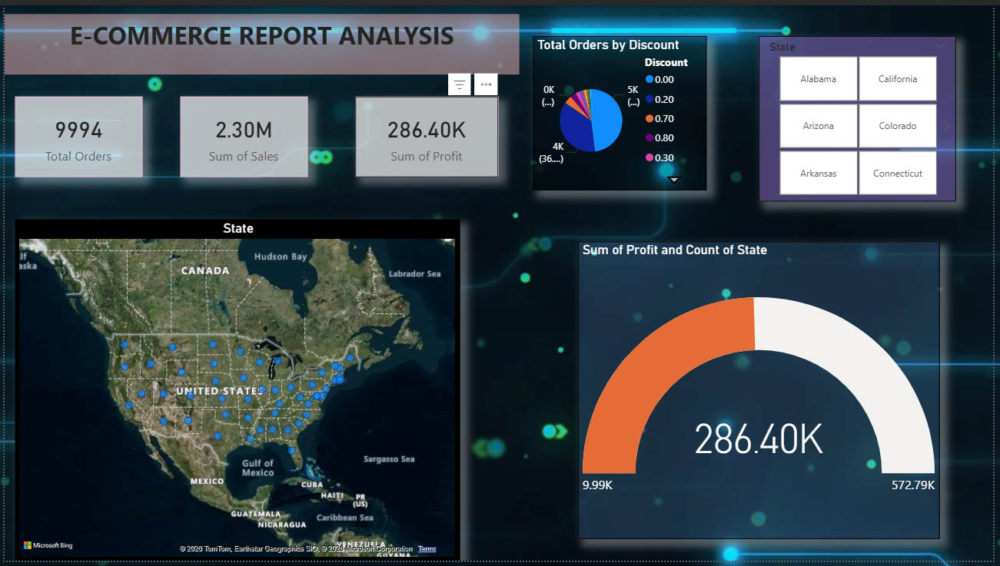 E-COMMERCE REPORT ANALYSIS
9994
Total Orders
2.30M
Sum of Sales
286.40K
Sum of Profit
Total Orders by Discount
Discount
0.00
0.20
0.70
0.80
0.30
0K
(...)
5K
(...)
4K
(36....)
State
Alabama
California
Arizona
Colorado
Arkansas
Connecticut
State
lf
aska
Hudson Bay
CANADA
Labrador Sea
UNITED STATES
Gulf of
Mexico
Sargasso Sea
MEXICO
CUBA
HAITI
PR
(US)
GUATEMALA
Caribbean Sea
NICARAGUA
VENEZUELA
GUYANA
Microsoft Bing
© 2026 TomTom, Earthstar Geographics SIO, © 2026 Microsoft Corporation Terms
Sum of Profit and Count of State
286.40K
9.99K
572.79K